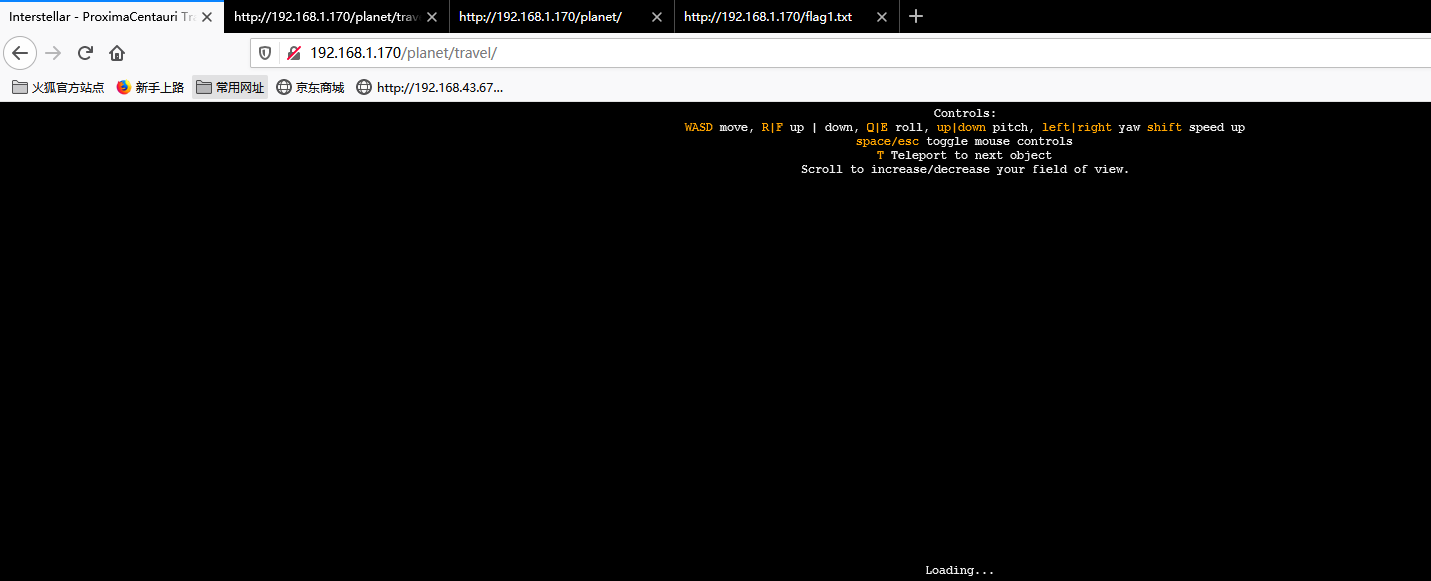 Interstellar - ProximaCentauri Tr
http://192.168.1.170/planet/trav
http://192.168.1.170/planet/
http://192.168.1.170/flag1.txt
192.168.1.170/planet/travel/
火狐官方站点
新手上路
常用网址
京东商城
http://192.168.43.67...
Controls:
WASD move, R|F up | down, Q|E roll, up|down pitch, left|right yaw shift speed up
space/esc toggle mouse controls
T Teleport to next object
Scroll to increase/decrease your field of view.
Loading...